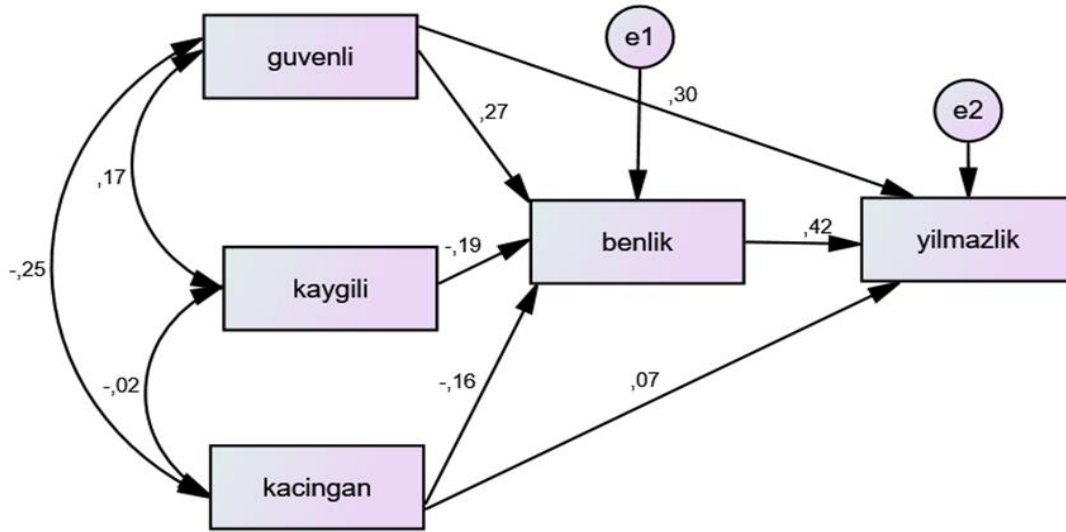 guvenli
e1
,30
e2
,27
,17
benlik
,42
yilmazlik
-,25
kaygili
-,19
-,02
-,16
,07
kacingan